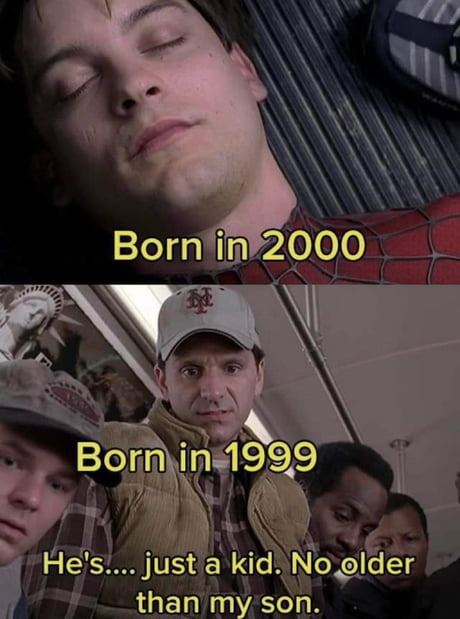 Born in 2000
Born in 1999
He's.... just a kid. No older
than my son.